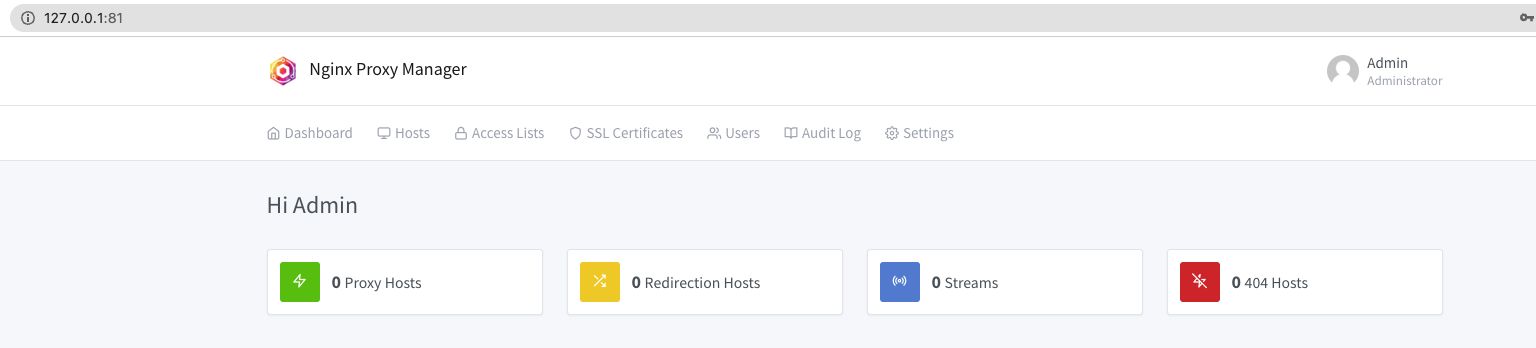 127.0.0.1:81
Nginx Proxy Manager
Admin
Administrator
Dashboard Hosts Access Lists SSL Certificates Users Audit Log Settings
Hi Admin
0 Proxy Hosts 0 Redirection Hosts 0 Streams 0 404 Hosts